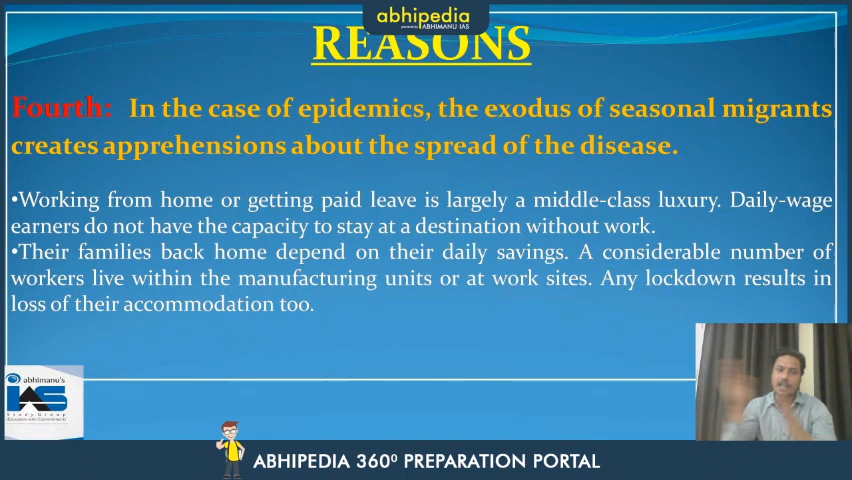 abhipedia
powered by ABHIMANU IAS
REASONS
Fourth: In the case of epidemics, the exodus of seasonal migrants
creates apprehensions about the spread of the disease.
•Working from home or getting paid leave is largely a middle-class luxury. Daily-wage
earners do not have the capacity to stay at a destination without work.
•Their families back home depend on their daily savings. A considerable number of
workers live within the manufacturing units or at work sites. Any lockdown results in
loss of their accommodation too.
abhimanu's
IAS
Study Group
Education with Commitments
ABHIPEDIA 360⁰ PREPARATION PORTAL